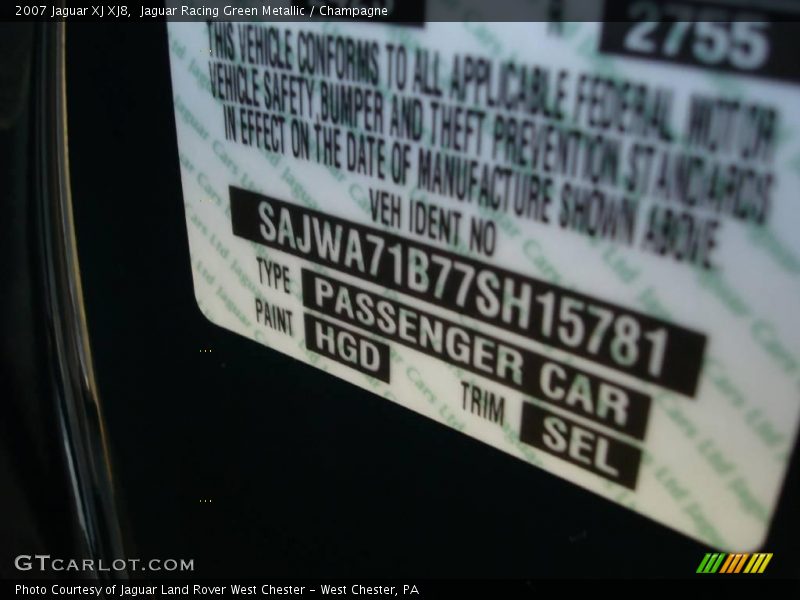 2007 Jaguar XJ XJ8,  Jaguar Racing Green Metallic / Champagne
2755
THIS VEHICLE CONFORMS TO ALL APPLICABLE FEDERAL MOTOR
VEHICLE SAFETY,BUMPER AND THEFT PREVENTION STANDARDS
IN EFFECT ON THE DATE OF MANUFACTURE SHOWN ABOVE
VEH IDENT NO
SAJWA71B77SH15781
TYPE PASSENGER CAR
PAINT HGD TRIM SEL
GTCARLOT.COM
Photo Courtesy of Jaguar Land Rover West Chester - West Chester, PA